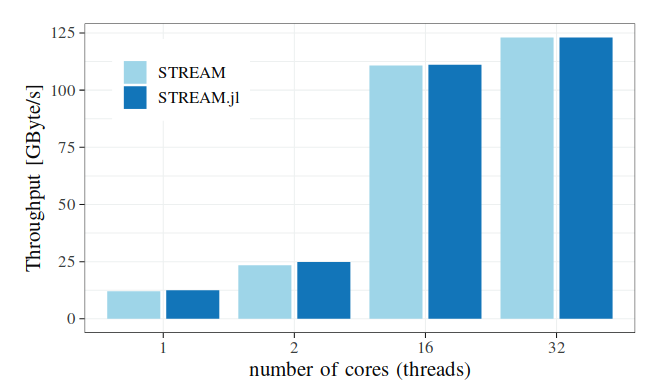 125
100
75
50
25
0
Throughput [GByte/s]
STREAM
STREAM.jl
1 2 16 32
number of cores (threads)